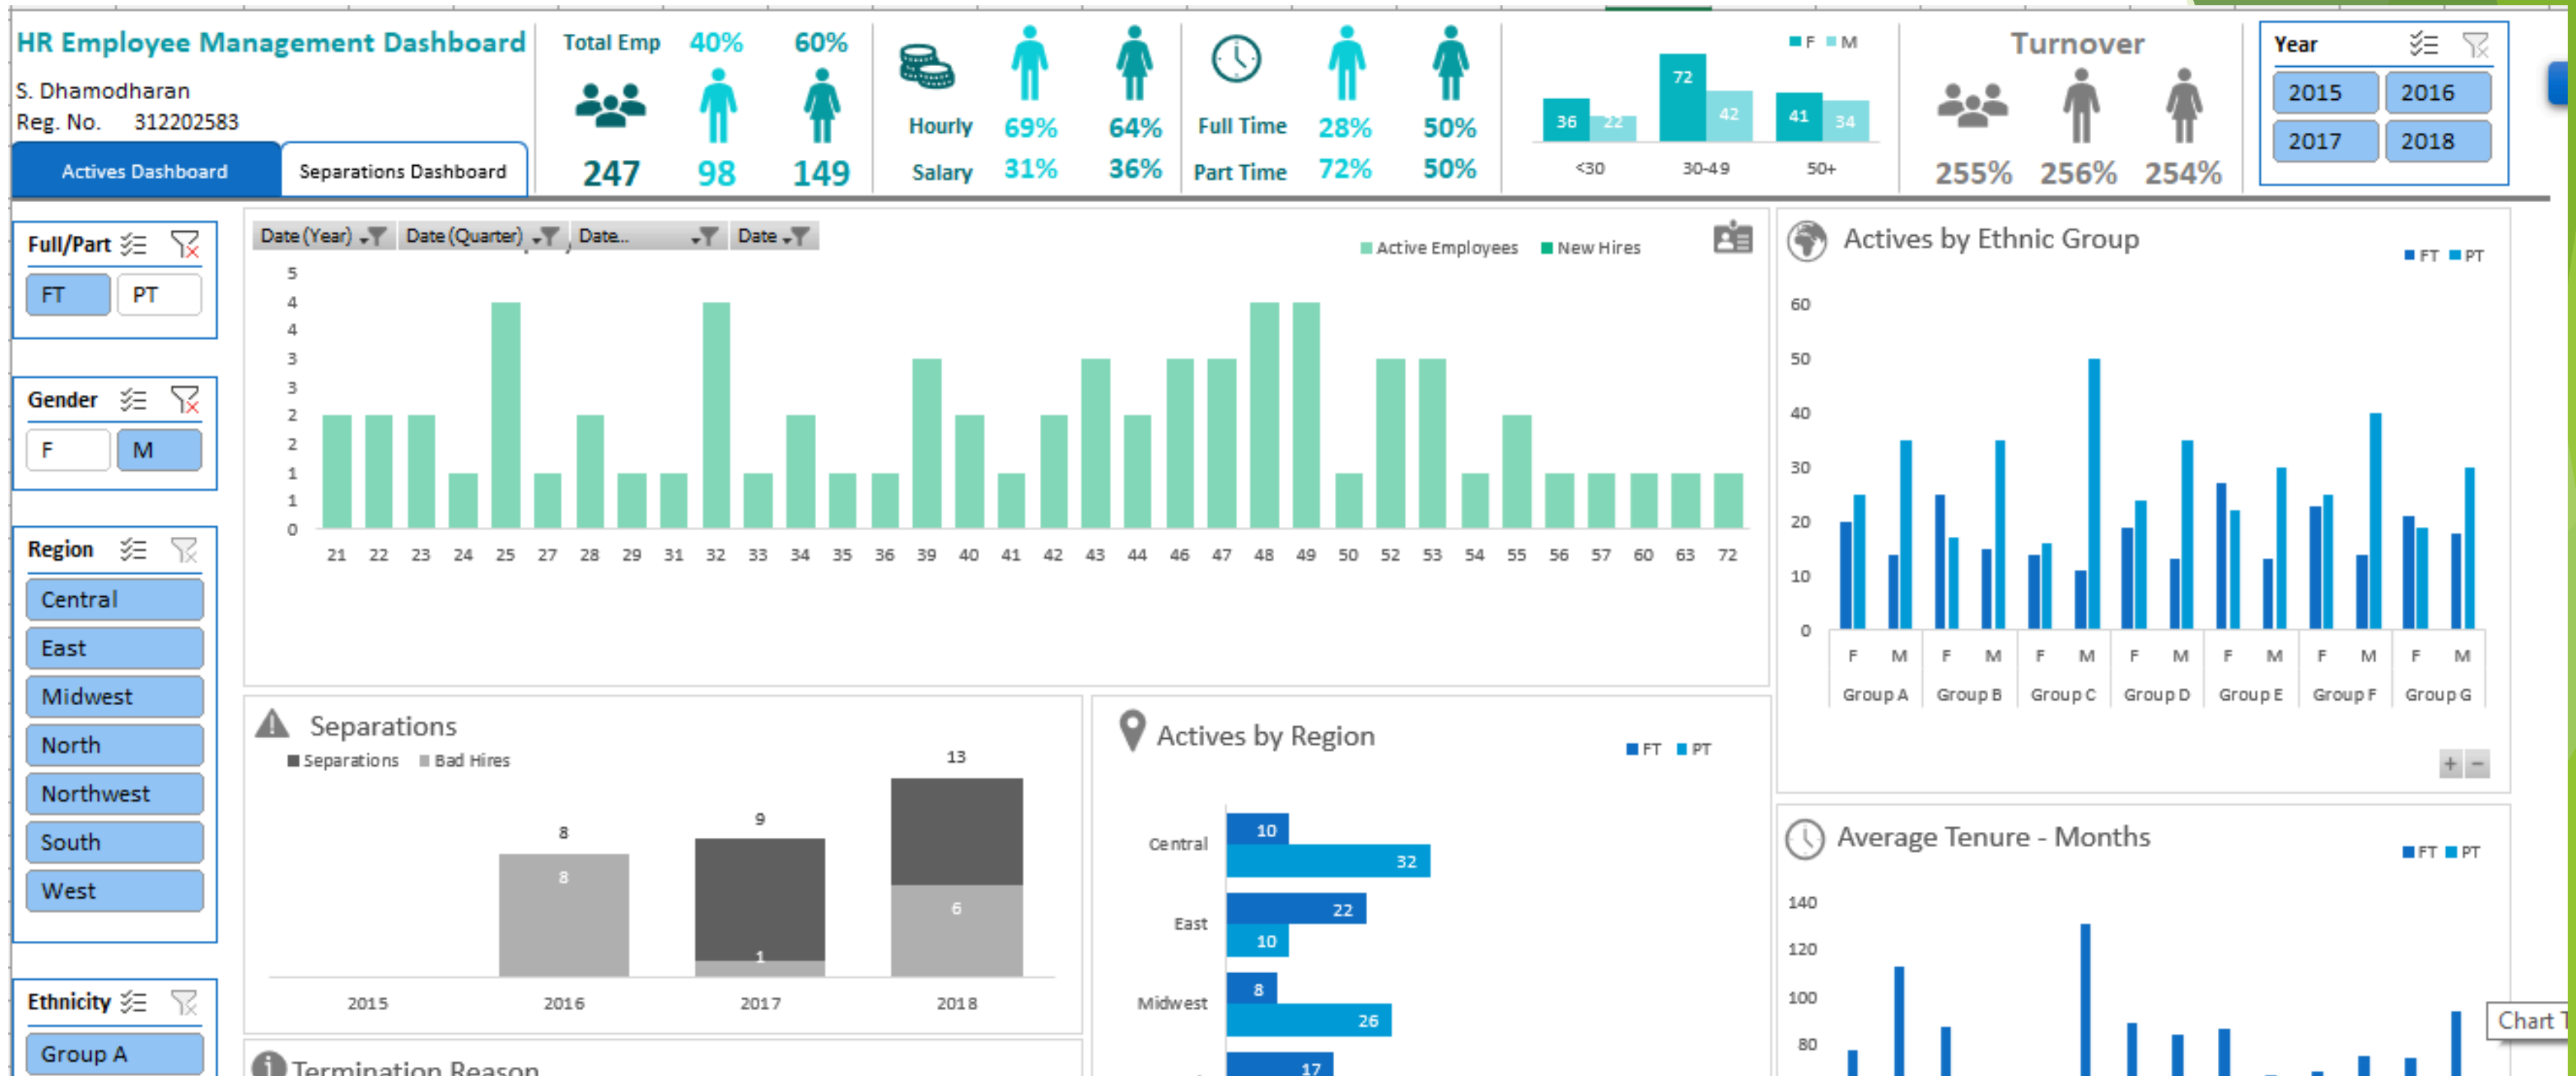 HR Employee Management Dashboard
S. Dhamodharan
Reg. No. 312202583
Actives Dashboard
Separations Dashboard
Total Emp 40% 60%
247 98 149
Hourly 69% 64%
Salary 31% 36%
Full Time 28% 50%
Part Time 72% 50%
F M
36 22 72 42 41 34
<30 30-49 50+
Turnover
255% 256% 254%
Year
2015 2016
2017 2018
Full/Part
FT PT
Gender
F M
Region
Central
East
Midwest
North
Northwest
South
West
Ethnicity
Group A
Date (Year) Date (Quarter) Date... Date
Active Employees New Hires
5
4
4
3
3
2
2
1
1
0
21 22 23 24 25 27 28 29 31 32 33 34 35 36 39 40 41 42 43 44 46 47 48 49 50 52 53 54 55 56 57 60 63 72
Actives by Ethnic Group
FT PT
60
50
40
30
20
10
0
F M F M F M F M F M F M F M
Group A Group B Group C Group D Group E Group F Group G
+ −
Separations
Separations Bad Hires
13
9
8
8
6
1
2015 2016 2017 2018
Termination Reason
Actives by Region
FT PT
Central 10
32
East 22
10
Midwest 8
26
17
Average Tenure - Months
FT PT
140
120
100
80
Chart